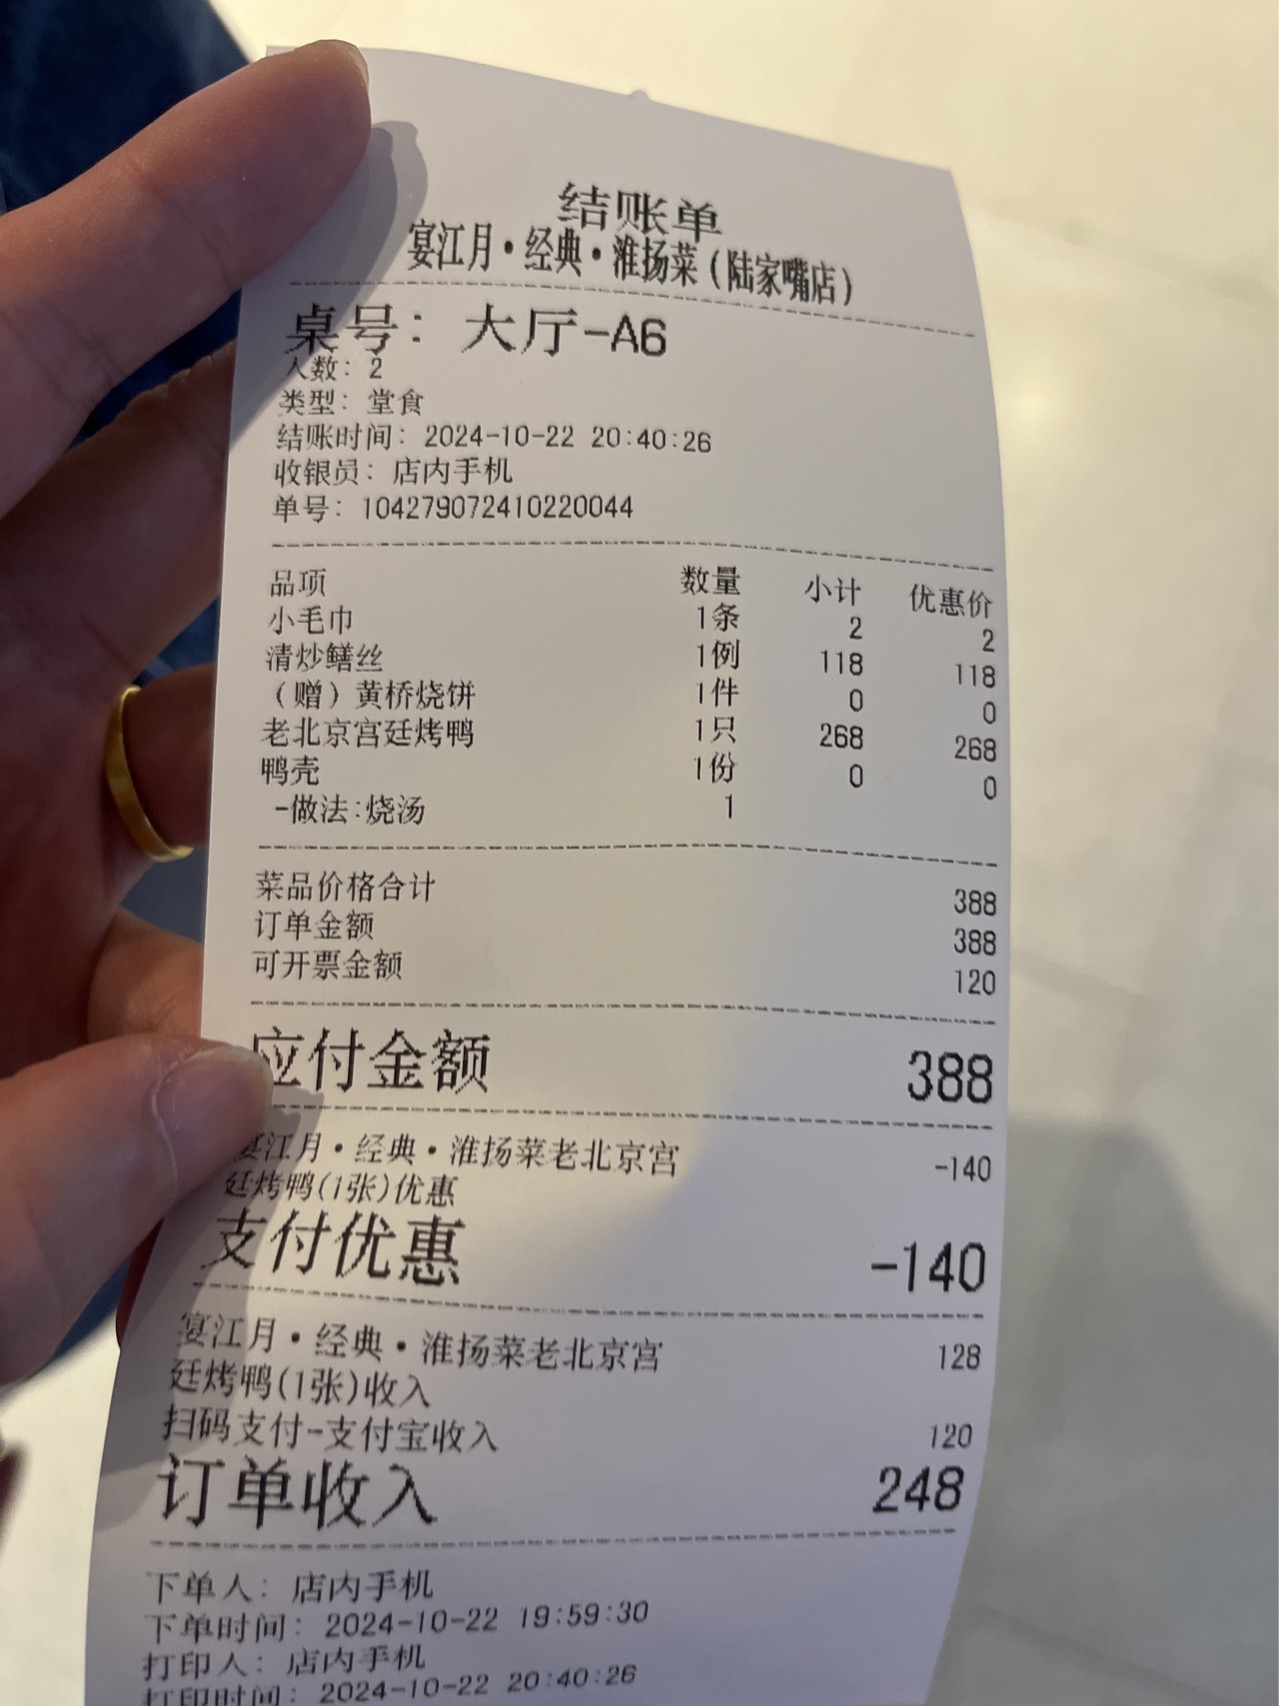 结账单
宴江月·经典·淮扬菜(陆家嘴店)
桌号: 大厅-A6
人数: 2
类型: 堂食
结账时间: 2024-10-22 20:40:26
收银员: 店内手机
单号: 104279072410220044
品项 数量 小计 优惠价
小毛巾 1条 2 2
清炒鳝丝 1例 118 118
(赠)黄桥烧饼 1件 0 0
老北京宫廷烤鸭 1只 268 268
鸭壳 1份 0 0
-做法:烧汤 1
菜品价格合计 388
订单金额 388
可开票金额 120
应付金额 388
宴江月·经典·淮扬菜老北京宫 -140
廷烤鸭(1张)优惠
支付优惠 -140
宴江月·经典·淮扬菜老北京宫 128
廷烤鸭(1张)收入
扫码支付-支付宝收入 120
订单收入 248
下单人: 店内手机
下单时间: 2024-10-22 19:59:30
打印人: 店内手机
打印时间: 2024-10-22 20:40:26